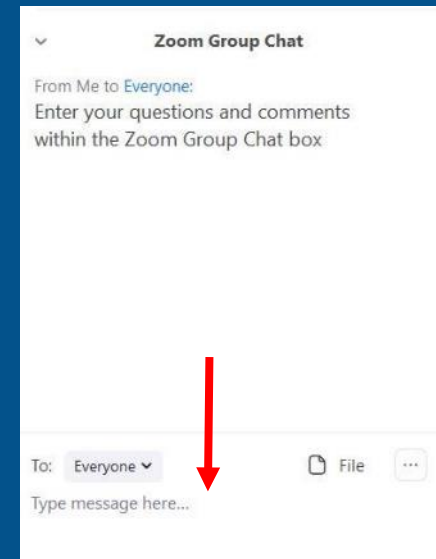 Zoom Group Chat
From Me to Everyone:
Enter your questions and comments
within the Zoom Group Chat box
To: Everyone File ...
Type message here...